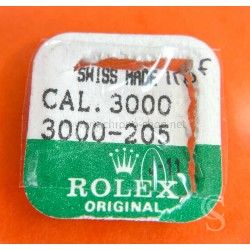 SWISS MADE
CAL. 3000
3000-205
ROLEX
ORIGINAL